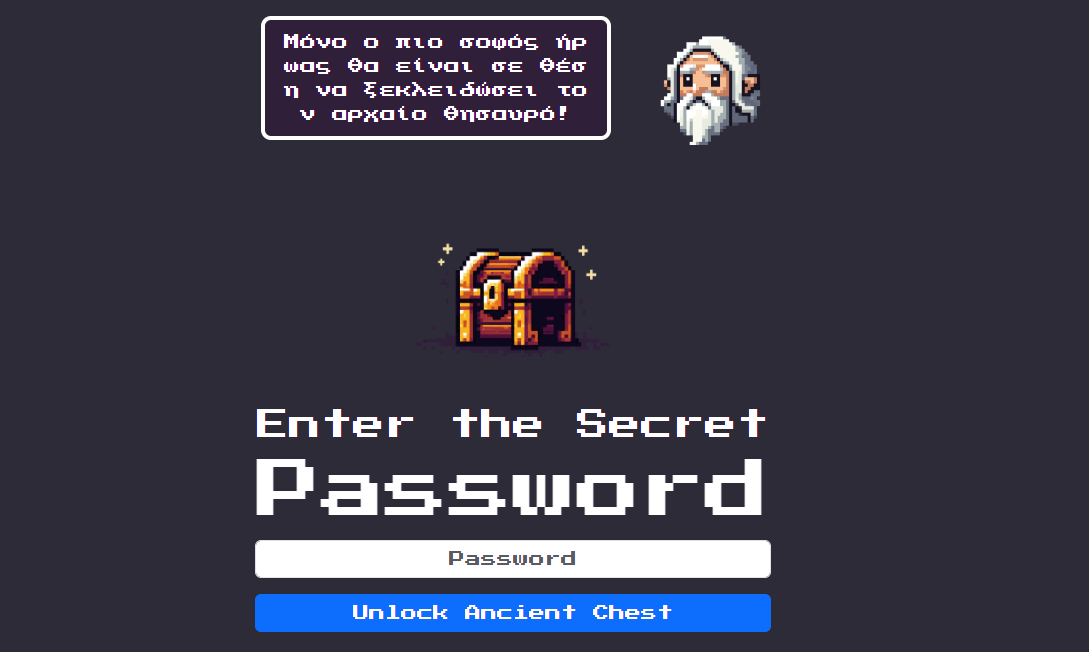 Μόνο ο πιο σοφός ήρ
ωας θα είναι σε θέσ
η να ξεκλειδώσει το
ν αρχαίο θησαυρό!
Enter the Secret
Password
Password
Unlock Ancient Chest